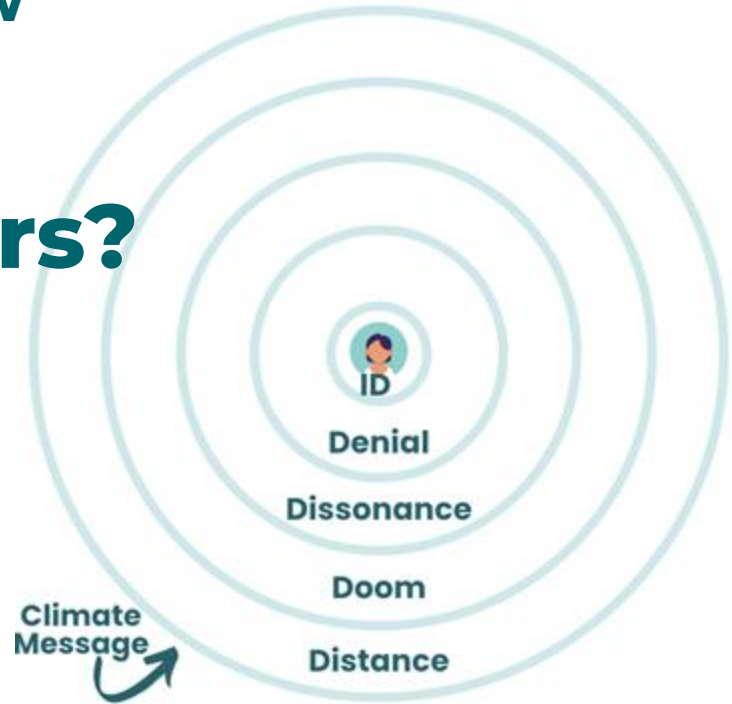 rs?
ID
Denial
Dissonance
Doom
Climate
Message
Distance